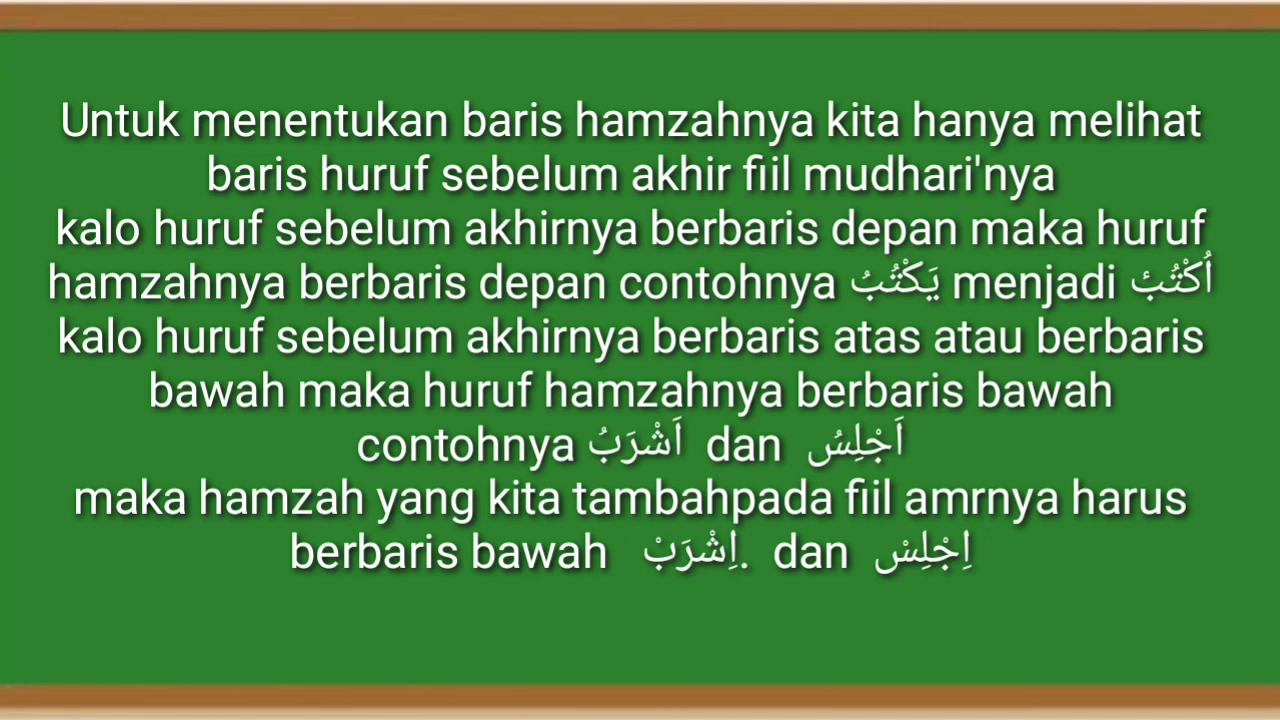 Untuk menentukan baris hamzahnya kita hanya melihat
baris huruf sebelum akhir fiil mudhari'nya
kalo huruf sebelum akhirnya berbaris depan maka huruf
hamzahnya berbaris depan contohnya يَكْتُبُ menjadi اُكْتُبْ
kalo huruf sebelum akhirnya berbaris atas atau berbaris
bawah maka huruf hamzahnya berbaris bawah
contohnya اَشْرَبُ dan اَجْلِسُ
maka hamzah yang kita tambahpada fiil amrnya harus
berbaris bawah اِشْرَبْ. dan اِجْلِسْ